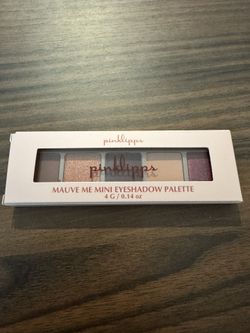 pinklipps
pinklipps
MAUVE ME MINI EYESHADOW PALETTE
4 G / 0.14 oz